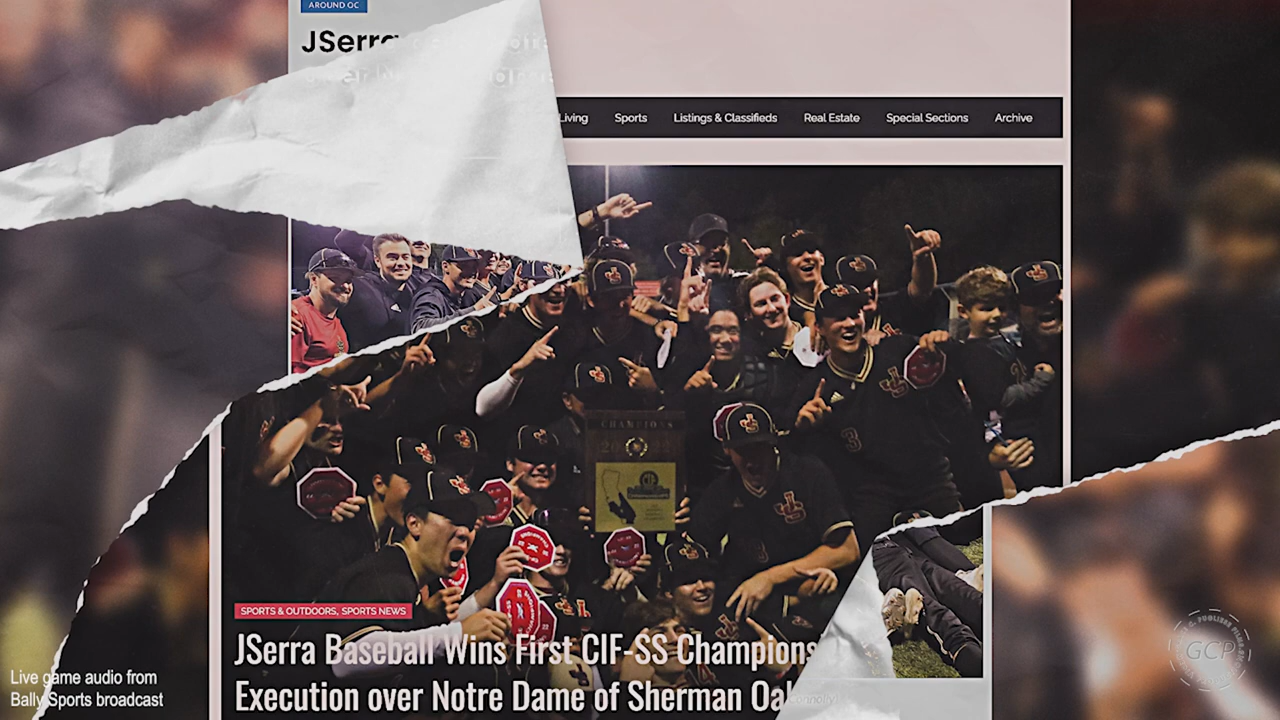 AROUND OC
JSerra
Living Sports Listings & Classifieds Real Estate Special Sections Archive
CHAMPIONS
CIF
SPORTS & OUTDOORS, SPORTS NEWS
JSerra Baseball Wins First CIF-SS Champions
Execution over Notre Dame of Sherman Oa
Live game audio from
Bally Sports broadcast
GCP